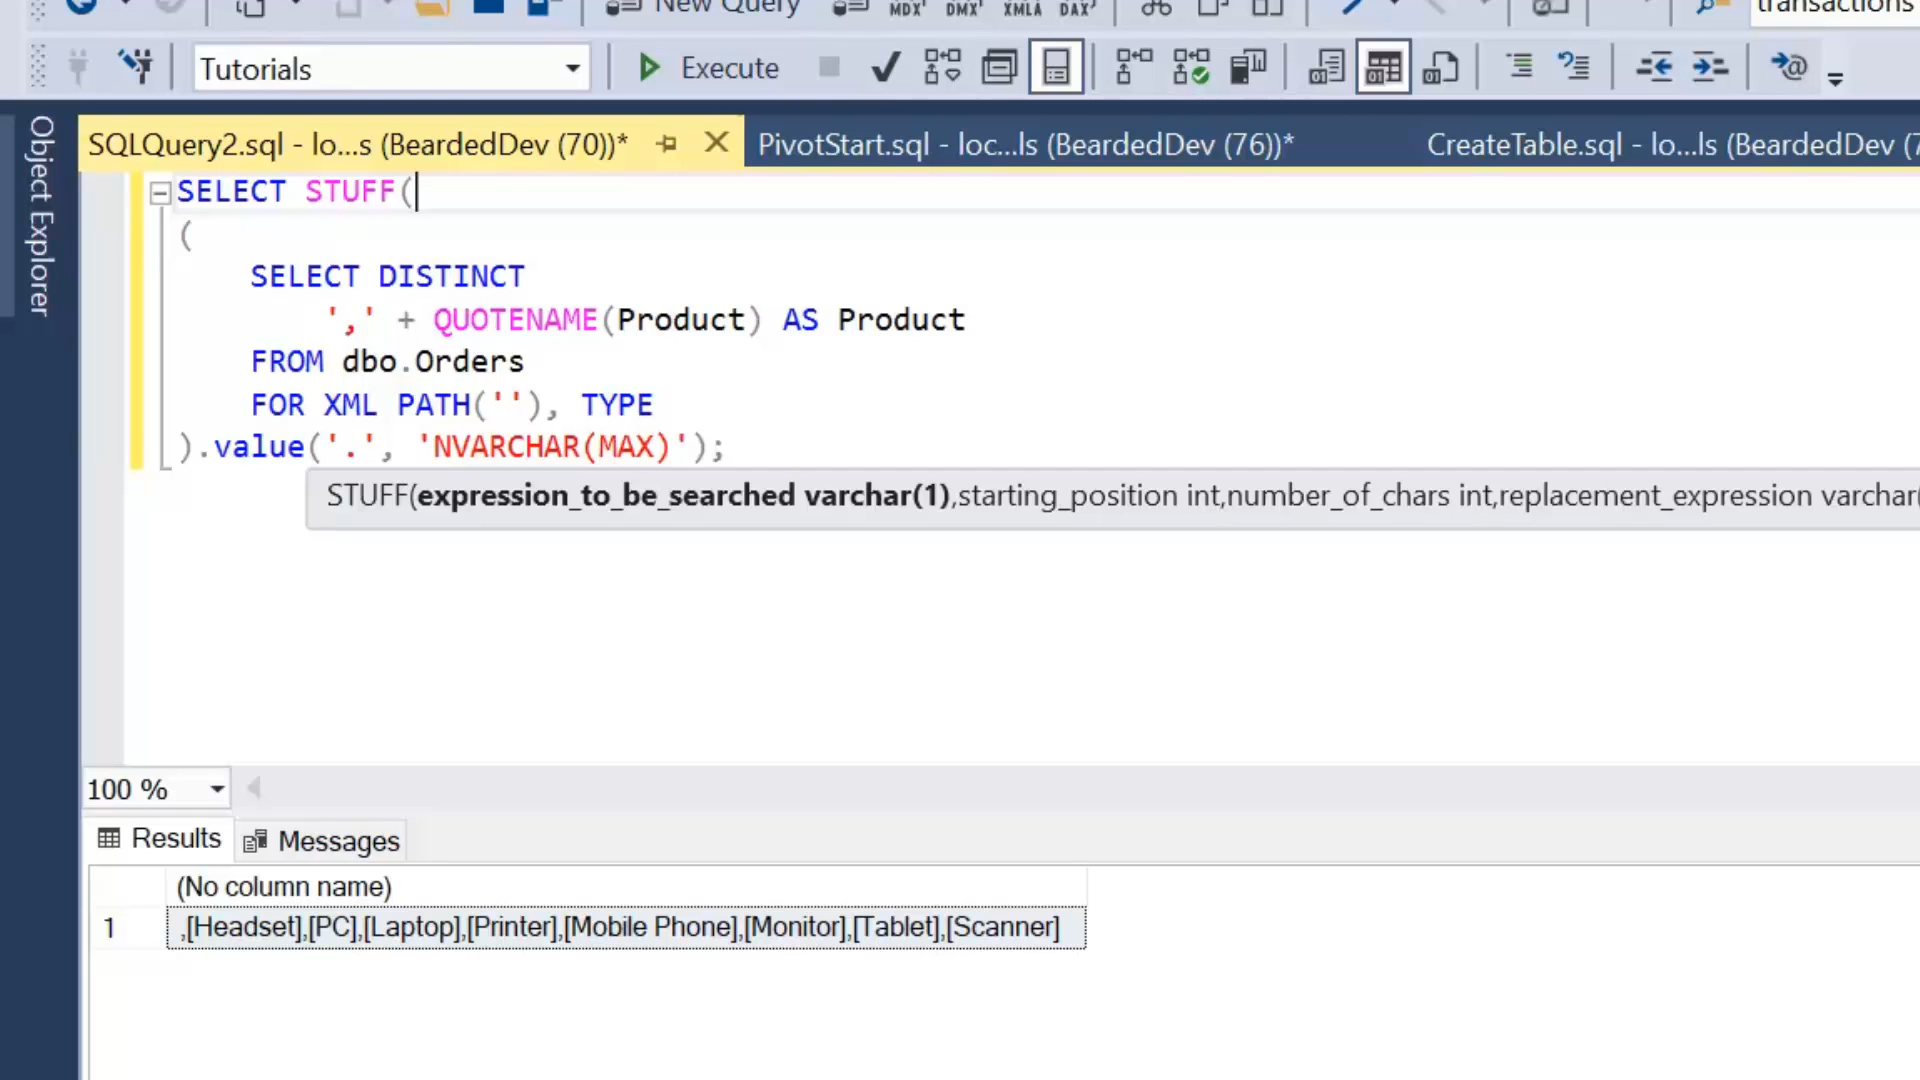 New Query
MDX DMX XMLA DAX
transactions
Tutorials
Execute
Object Explorer
SQLQuery2.sql - lo...s (BeardedDev (70))*
PivotStart.sql - loc...ls (BeardedDev (76))*
CreateTable.sql - lo...ls (BeardedDev (7
SELECT STUFF(
(
SELECT DISTINCT
',' + QUOTENAME(Product) AS Product
FROM dbo.Orders
FOR XML PATH(''), TYPE
).value('.', 'NVARCHAR(MAX)');
STUFF(expression_to_be_searched varchar(1),starting_position int,number_of_chars int,replacement_expression varchar(
100 %
Results
Messages
(No column name)
1 ,[Headset],[PC],[Laptop],[Printer],[Mobile Phone],[Monitor],[Tablet],[Scanner]